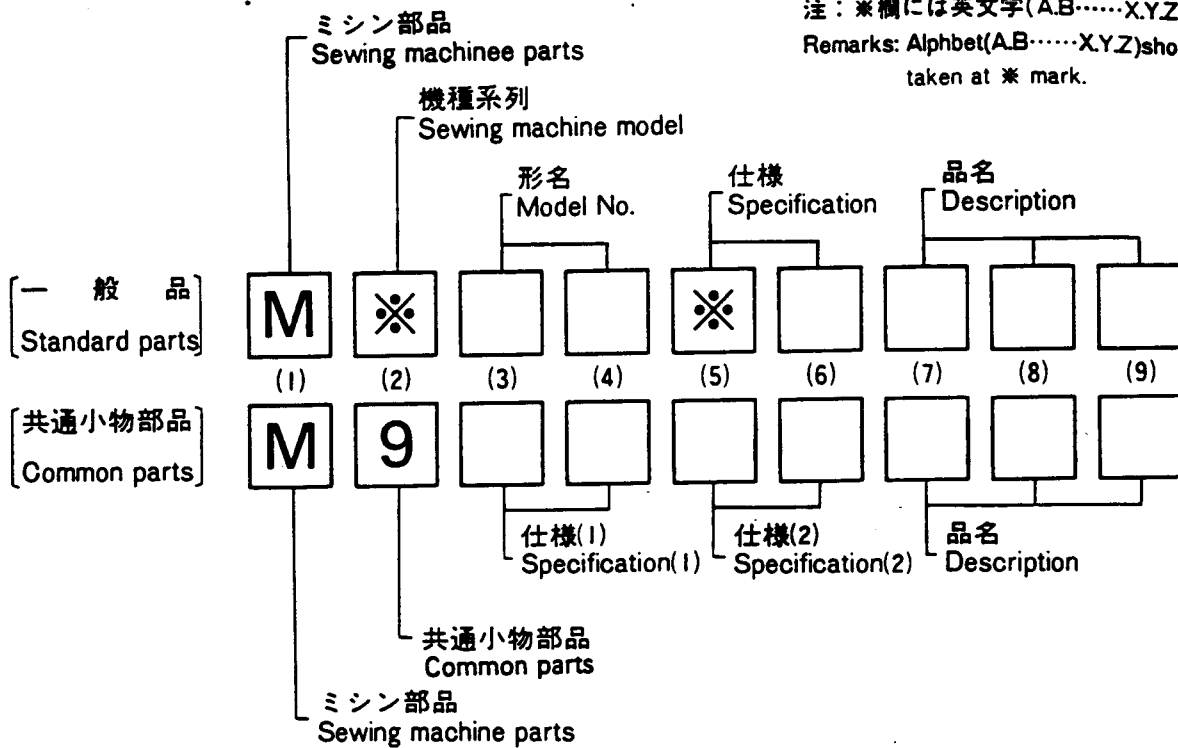 ミシン部品
Sewing machinee parts
注：※欄には英文字(A.B……X.Y.Z
Remarks: Alphbet(A.B……X.Y.Z)sho
taken at ※ mark.
機種系列
Sewing machine model
形名
Model No.
仕様
Specification
品名
Description
一般品
Standard parts
M ※ ※
(1) (2) (3) (4) (5) (6) (7) (8) (9)
共通小物部品
Common parts
M 9
仕様(1)
Specification(1)
仕様(2)
Specification(2)
品名
Description
共通小物部品
Common parts
ミシン部品
Sewing machine parts